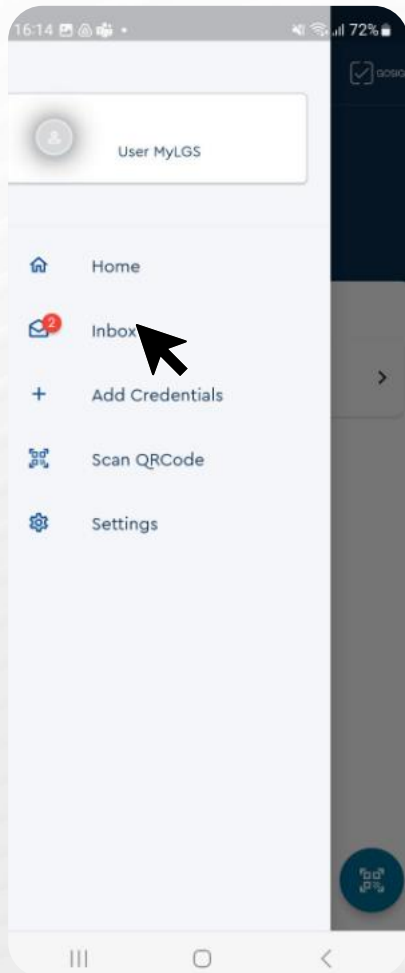 16:14
72%
User MyLGS
Home
2
Inbox
Add Credentials
Scan QRCode
Settings